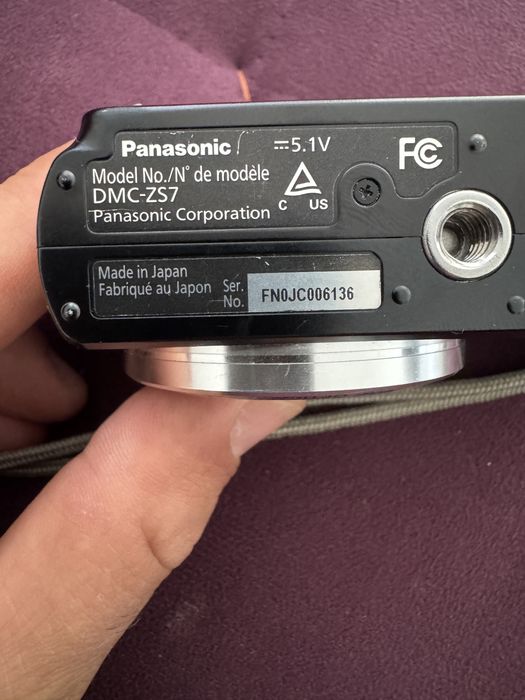 Panasonic ⎓5.1V
Model No./N° de modèle
DMC-ZS7
Panasonic Corporation
C US
FC
Made in Japan
Fabriqué au Japon
Ser. No. FN0JC006136